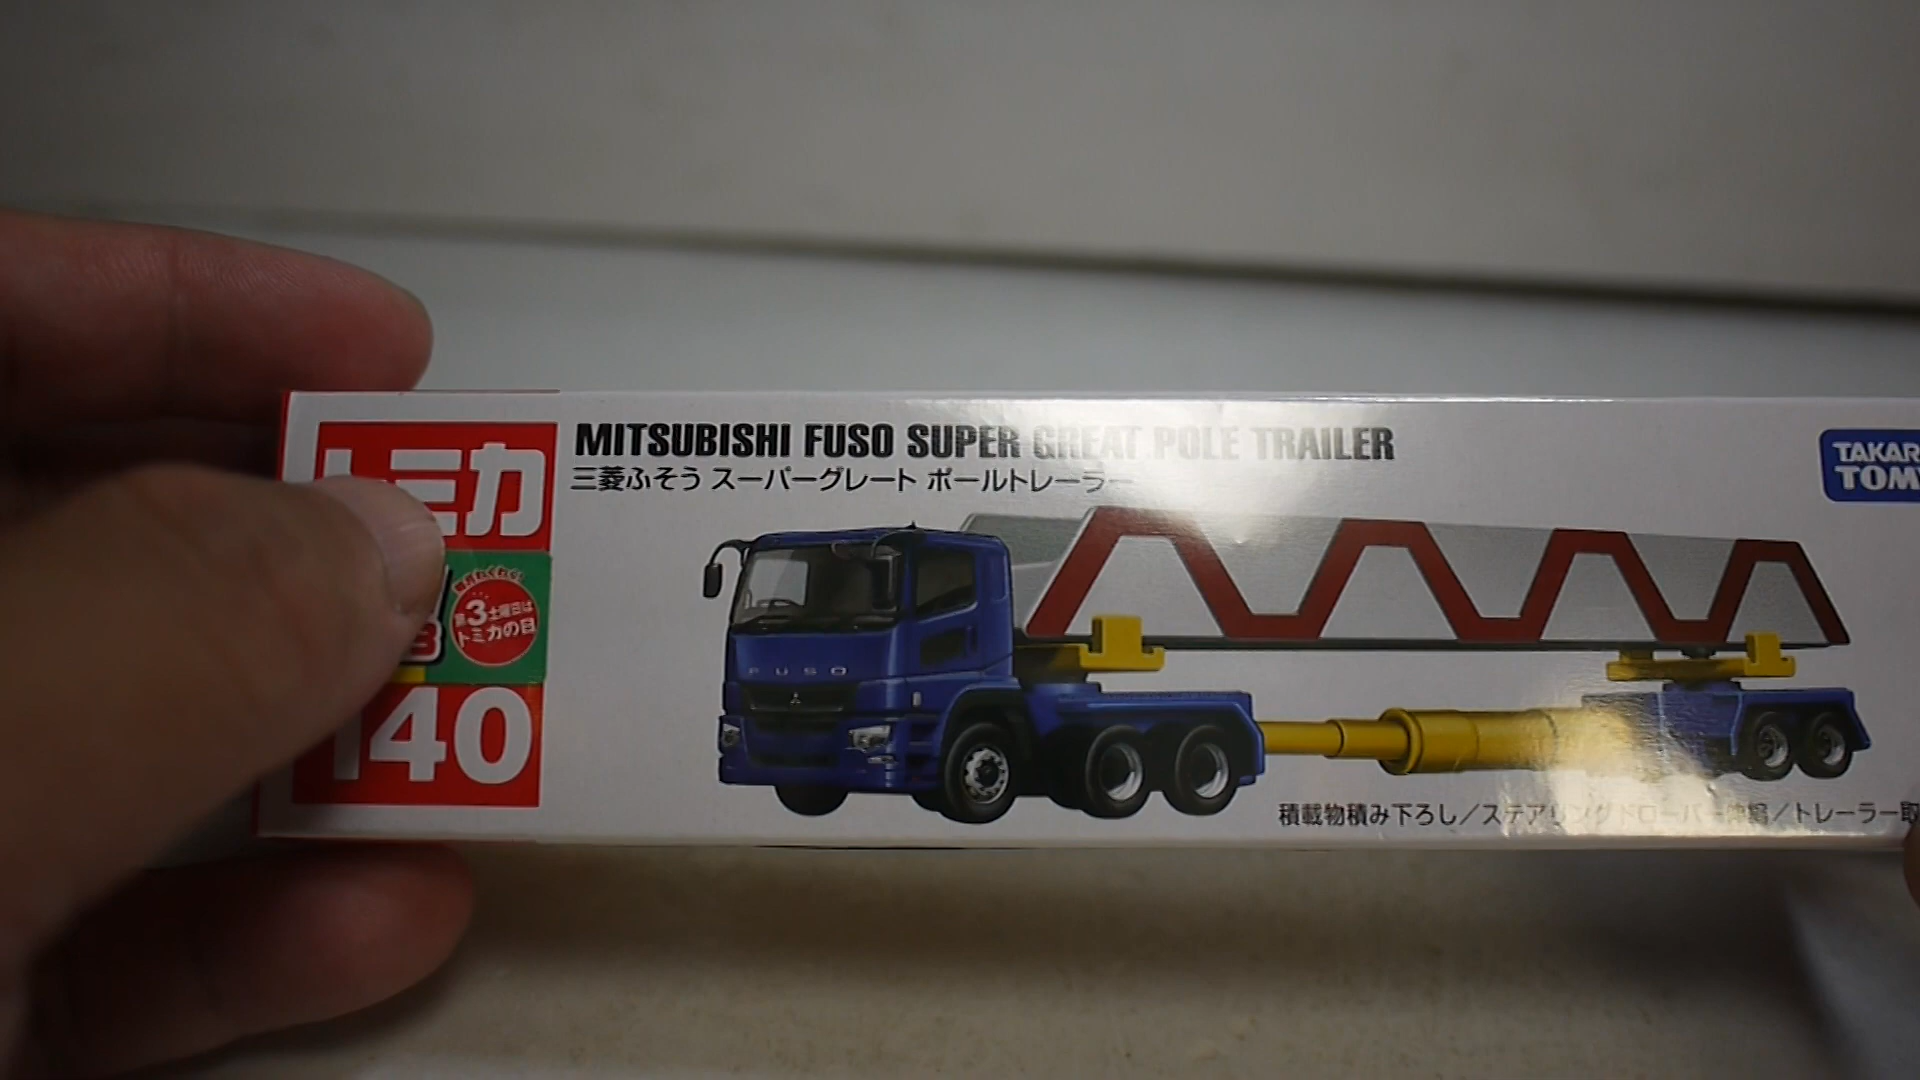 トミカ
MITSUBISHI FUSO SUPER GREAT POLE TRAILER
三菱ふそう スーパーグレート ポールトレーラー
TAKAR
TOMY
第3土曜日は
トミカの日
140
FUSO
積載物積み下ろし/ステアリングドローバー伸縮/トレーラー取